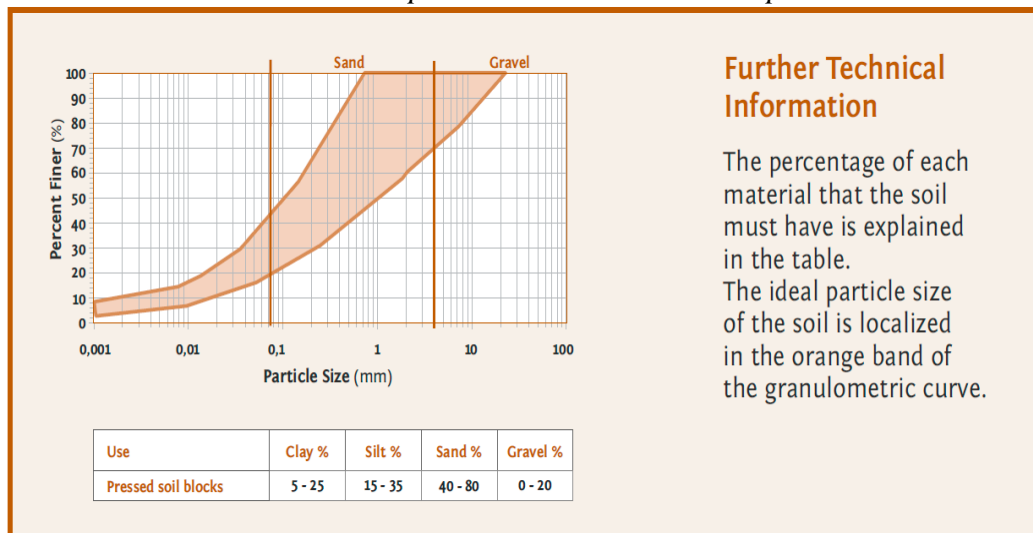 Sand
Gravel
Percent Finer (%)
100
90
80
70
60
50
40
30
20
10
0
0,001
0,01
0,1
1
10
100
Particle Size (mm)
Further Technical
Information
The percentage of each
material that the soil
must have is explained
in the table.
The ideal particle size
of the soil is localized
in the orange band of
the granulometric curve.
Use Clay % Silt % Sand % Gravel %
Pressed soil blocks 5 - 25 15 - 35 40 - 80 0 - 20